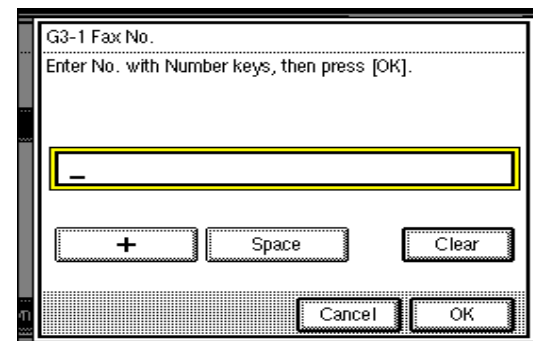 G3-1 Fax No.
Enter No. with Number keys, then press [OK].
_
+ Space Clear
Cancel OK